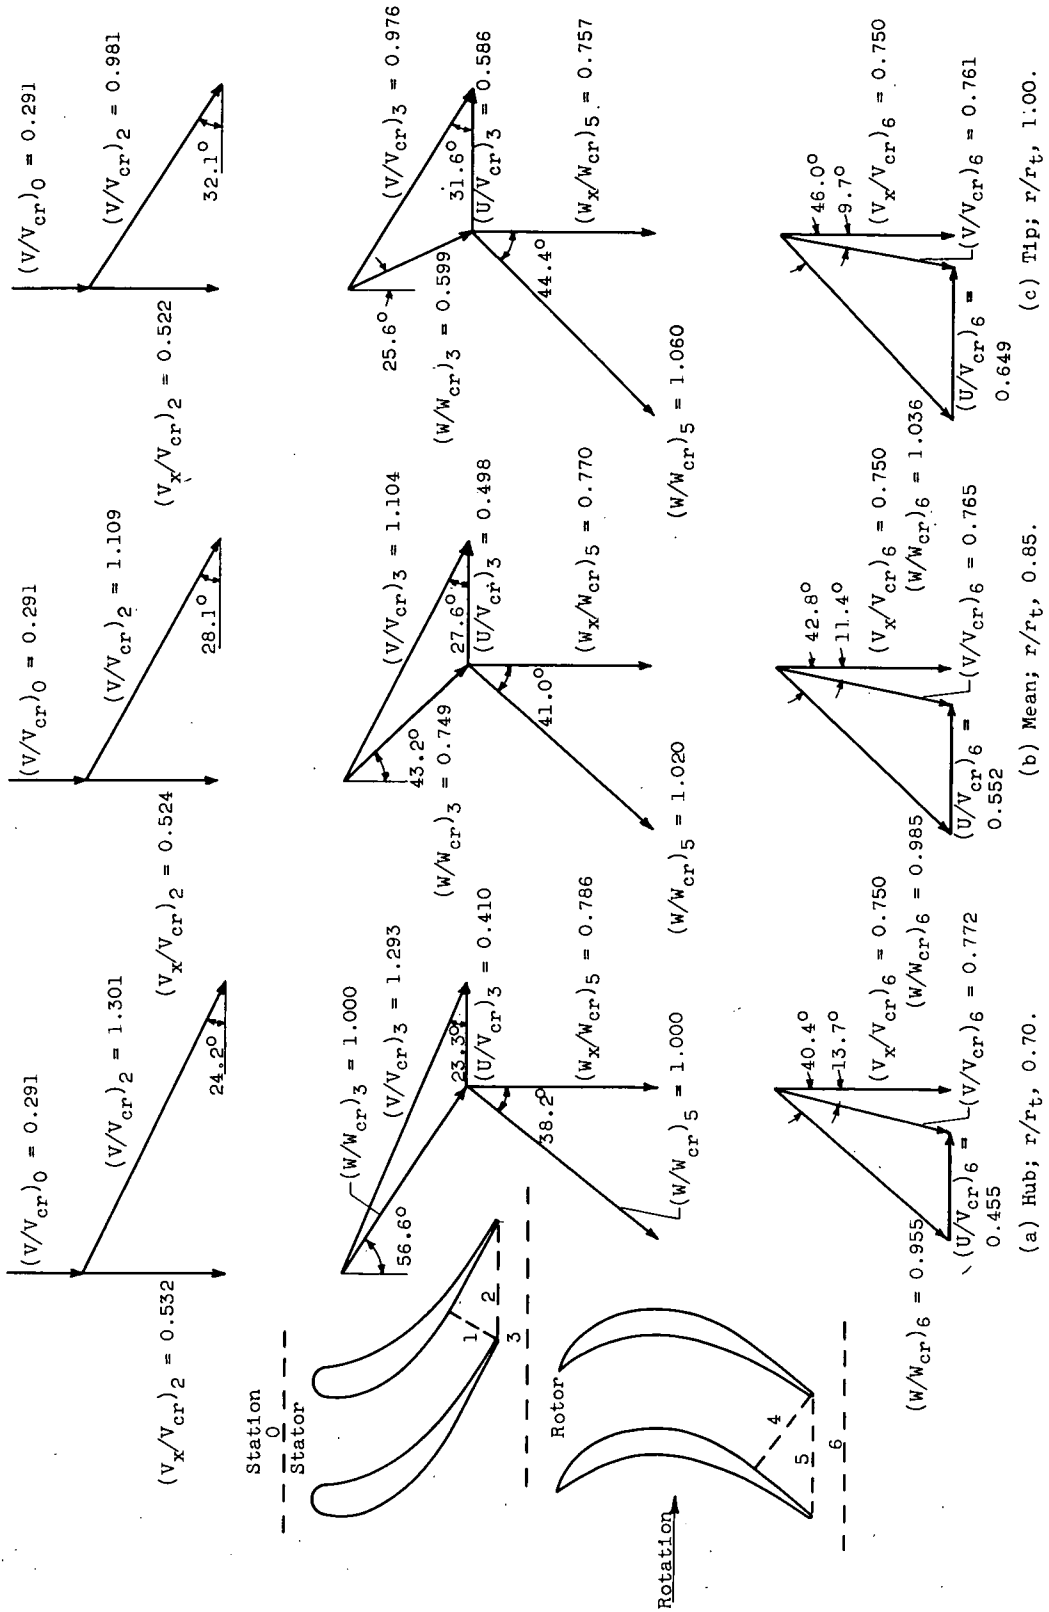 Station
0
Stator
1
2
3
Rotor
4
5
6
Rotation
(V/Vcr)0 = 0.291
(V/Vcr)2 = 1.301
24.2°
(Vx/Vcr)2 = 0.532
56.6°
(W/Wcr)3 = 1.000
(V/Vcr)3 = 1.293
23.3°
(U/Vcr)3 = 0.410
38.2°
(Wx/Wcr)5 = 0.786
(W/Wcr)5 = 1.000
40.4°
13.7°
(Vx/Vcr)6 = 0.750
(W/Wcr)6 = 0.955
(V/Vcr)6 = 0.772
(U/Vcr)6 =
0.455
(a) Hub; r/rt, 0.70.
(V/Vcr)0 = 0.291
(V/Vcr)2 = 1.109
28.1°
(Vx/Vcr)2 = 0.524
43.2°
(W/Wcr)3 = 0.749
(V/Vcr)3 = 1.104
27.6°
(U/Vcr)3 = 0.498
41.0°
(Wx/Wcr)5 = 0.770
(W/Wcr)5 = 1.020
42.8°
11.4°
(Vx/Vcr)6 = 0.750
(W/Wcr)6 = 0.985
(V/Vcr)6 = 0.765
(U/Vcr)6 =
0.552
(b) Mean; r/rt, 0.85.
(V/Vcr)0 = 0.291
(V/Vcr)2 = 0.981
32.1°
(Vx/Vcr)2 = 0.522
25.6°
(W/Wcr)3 = 0.599
(V/Vcr)3 = 0.976
31.6°
(U/Vcr)3 = 0.586
44.4°
(Wx/Wcr)5 = 0.757
(W/Wcr)5 = 1.060
46.0°
9.7°
(Vx/Vcr)6 = 0.750
(W/Wcr)6 = 1.036
(V/Vcr)6 = 0.761
(U/Vcr)6 =
0.649
(c) Tip; r/rt, 1.00.